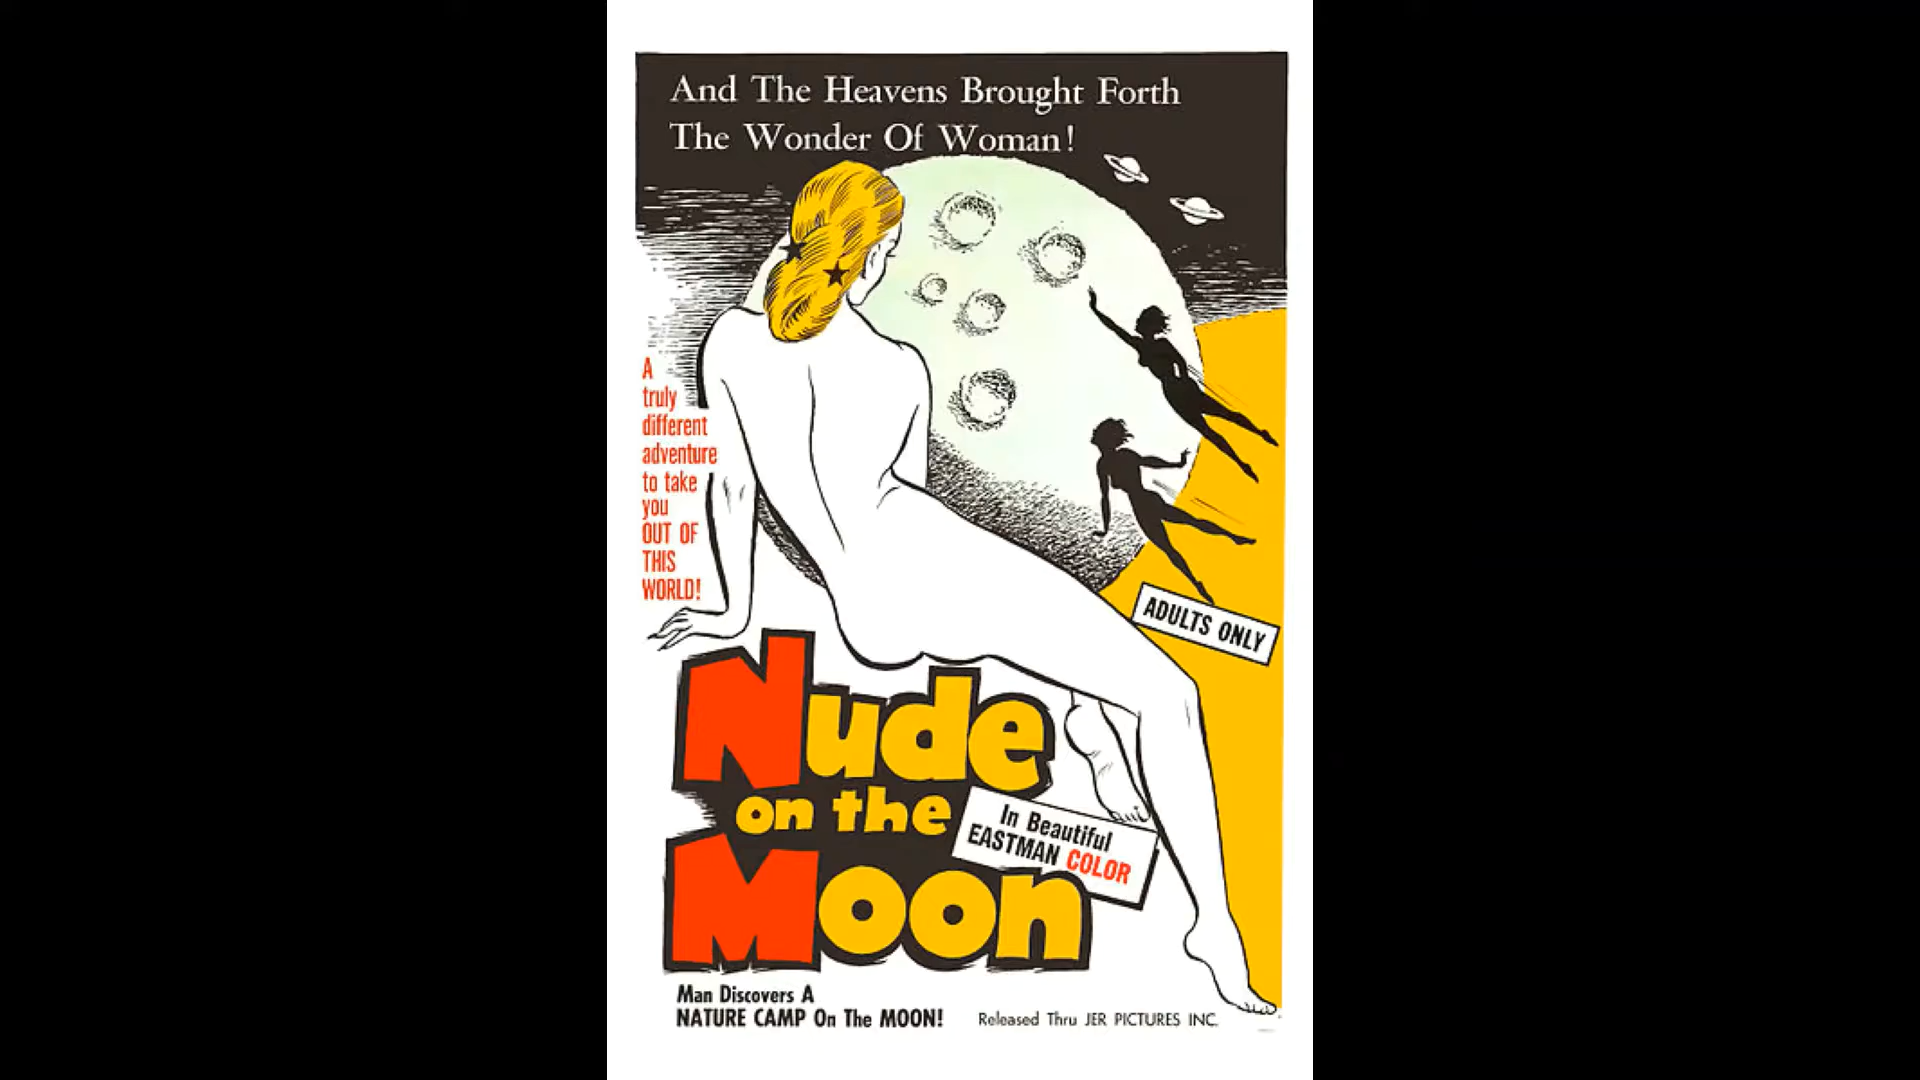 And The Heavens Brought Forth
The Wonder Of Woman!
A
truly
different
adventure
to take
you
OUT OF
THIS
WORLD!
ADULTS ONLY
Nude
on the
Moon
In Beautiful
EASTMAN COLOR
Man Discovers A
NATURE CAMP On The MOON!
Released Thru JER PICTURES INC.